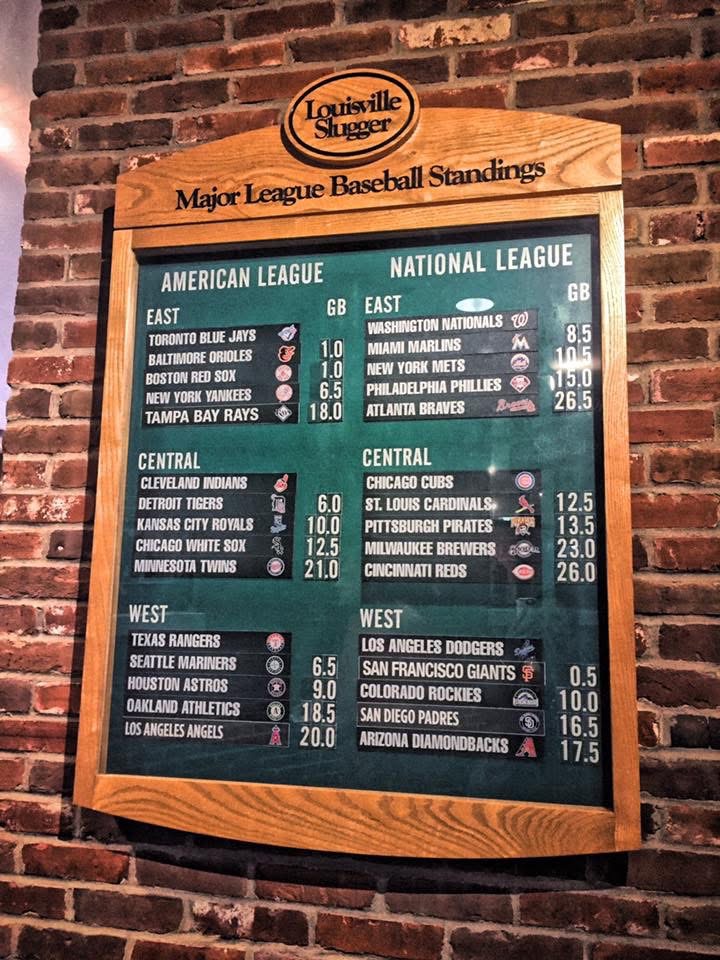 Louisville
Slugger
Major League Baseball Standings
AMERICAN LEAGUE
EAST GB
TORONTO BLUE JAYS
BALTIMORE ORIOLES 1.0
BOSTON RED SOX 1.0
NEW YORK YANKEES 6.5
TAMPA BAY RAYS 18.0
CENTRAL
CLEVELAND INDIANS
DETROIT TIGERS 6.0
KANSAS CITY ROYALS 10.0
CHICAGO WHITE SOX 12.5
MINNESOTA TWINS 21.0
WEST
TEXAS RANGERS
SEATTLE MARINERS 6.5
HOUSTON ASTROS 9.0
OAKLAND ATHLETICS 18.5
LOS ANGELES ANGELS 20.0
NATIONAL LEAGUE
EAST GB
WASHINGTON NATIONALS W
MIAMI MARLINS M 8.5
NEW YORK METS 10.5
PHILADELPHIA PHILLIES 15.0
ATLANTA BRAVES Braves 26.5
CENTRAL
CHICAGO CUBS
ST. LOUIS CARDINALS 12.5
PITTSBURGH PIRATES 13.5
MILWAUKEE BREWERS 23.0
CINCINNATI REDS 26.0
WEST
LOS ANGELES DODGERS
SAN FRANCISCO GIANTS SF 0.5
COLORADO ROCKIES 10.0
SAN DIEGO PADRES 16.5
ARIZONA DIAMONDBACKS A 17.5